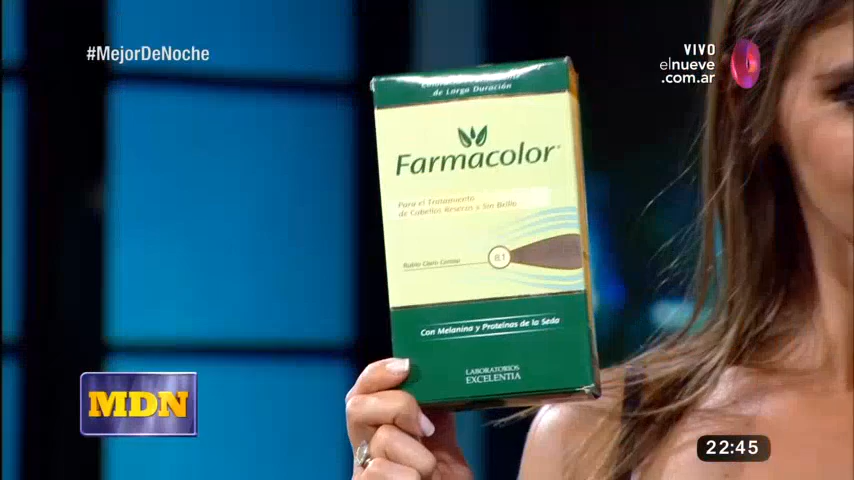 #MejorDeNoche
VIVO
elnueve
.com.ar
de Larga Duración
Farmacolor®
Para el Tratamiento
de Cabellos Resecos y Sin Brillo
Rubio Claro Ceniza
8.1
Con Melanina y Proteínas de la Seda
LABORATORIOS
EXCELENTIA
MDN
22:45